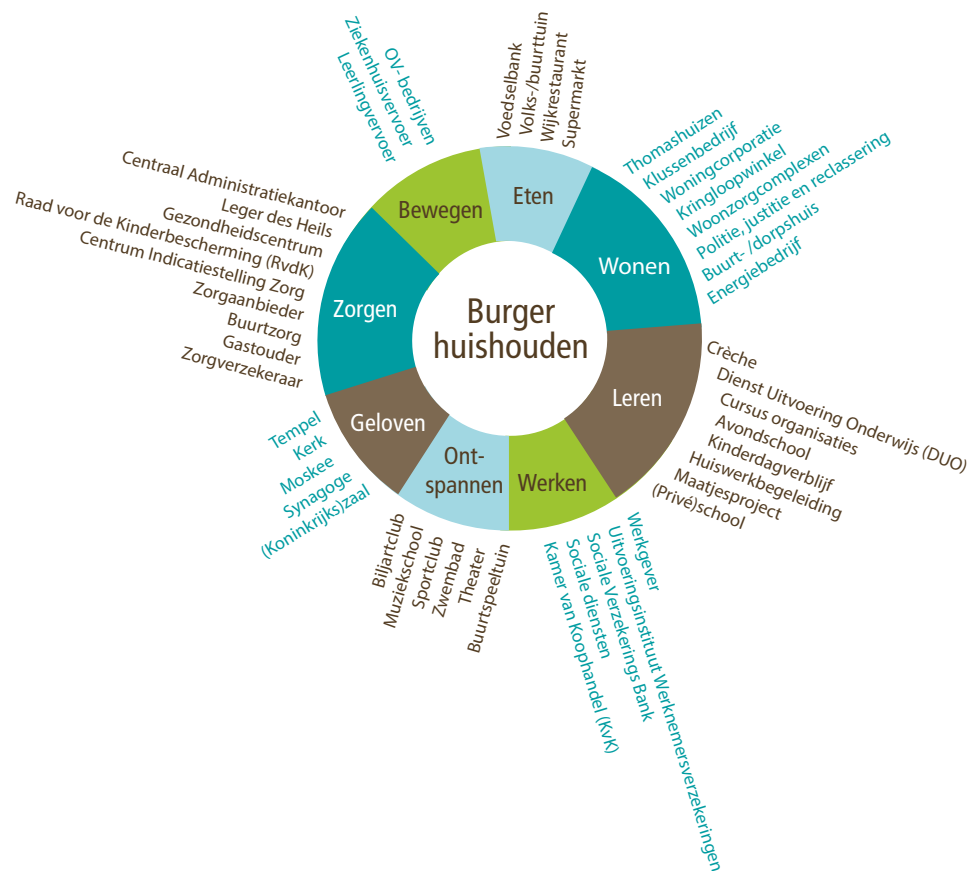 Burger
huishouden
Eten
Voedselbank
Volks-/buurttuin
Wijkrestaurant
Supermarkt
Wonen
Thomashuizen
Klussenbedrijf
Woningcorporatie
Kringloopwinkel
Woonzorgcomplexen
Politie, justitie en reclassering
Buurt- /dorpshuis
Energiebedrijf
Leren
Crèche
Dienst Uitvoering Onderwijs (DUO)
Cursus organisaties
Avondschool
Kinderdagverblijf
Huiswerkbegeleiding
Maatjesproject
(Privé)school
Werken
Werkgever
Uitvoeringsinstituut Werknemersverzekeringen
Sociale Verzekerings Bank
Sociale diensten
Kamer van Koophandel (KvK)
Ont-
spannen
Buurtspeeltuin
Theater
Zwembad
Sportclub
Muziekschool
Biljartclub
Geloven
Tempel
Kerk
Moskee
Synagoge
(Koninkrijks)zaal
Zorgen
Centraal Administratiekantoor
Leger des Heils
Gezondheidscentrum
Raad voor de Kinderbescherming (RvdK)
Centrum Indicatiestelling Zorg
Zorgaanbieder
Buurtzorg
Gastouder
Zorgverzekeraar
Bewegen
Leerlingvervoer
Ziekenhuisvervoer
OV- bedrijven